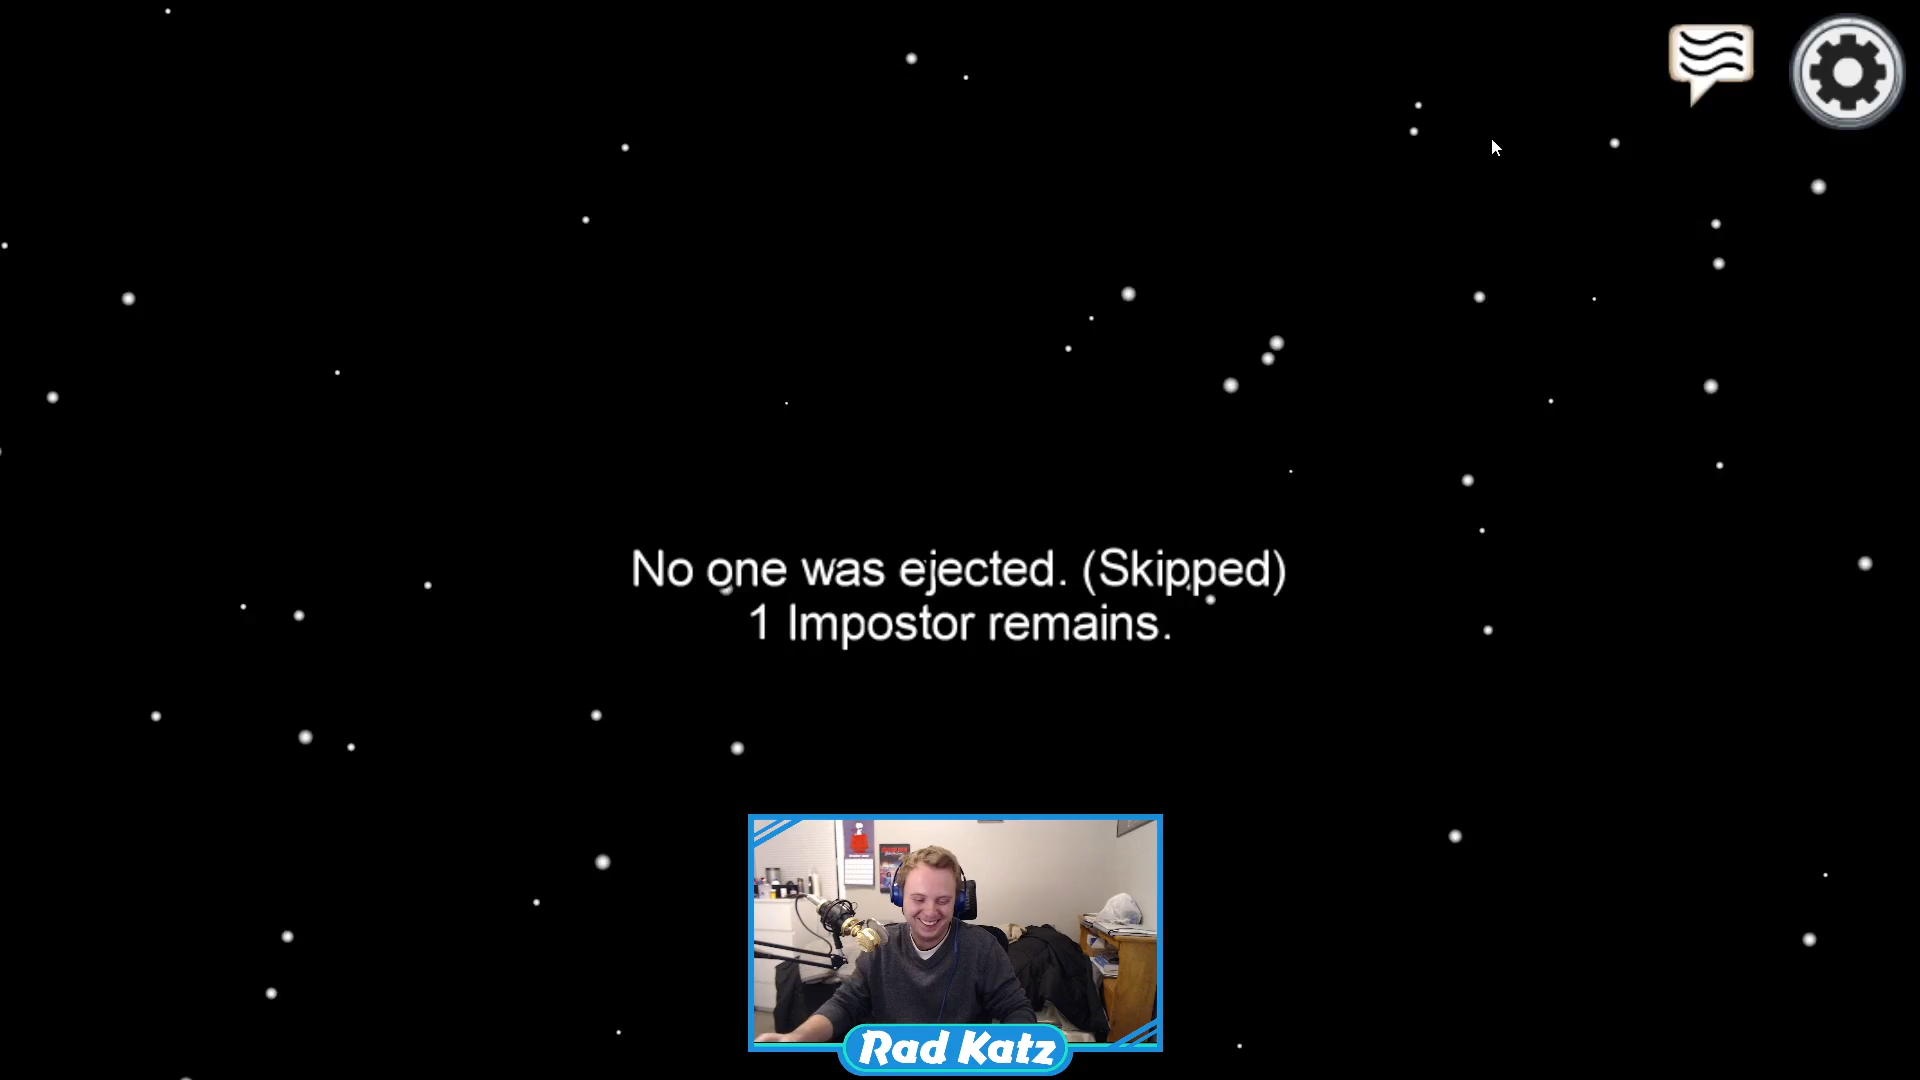 No one was ejected. (Skipped)
1 Impostor remains.
Rad Katz